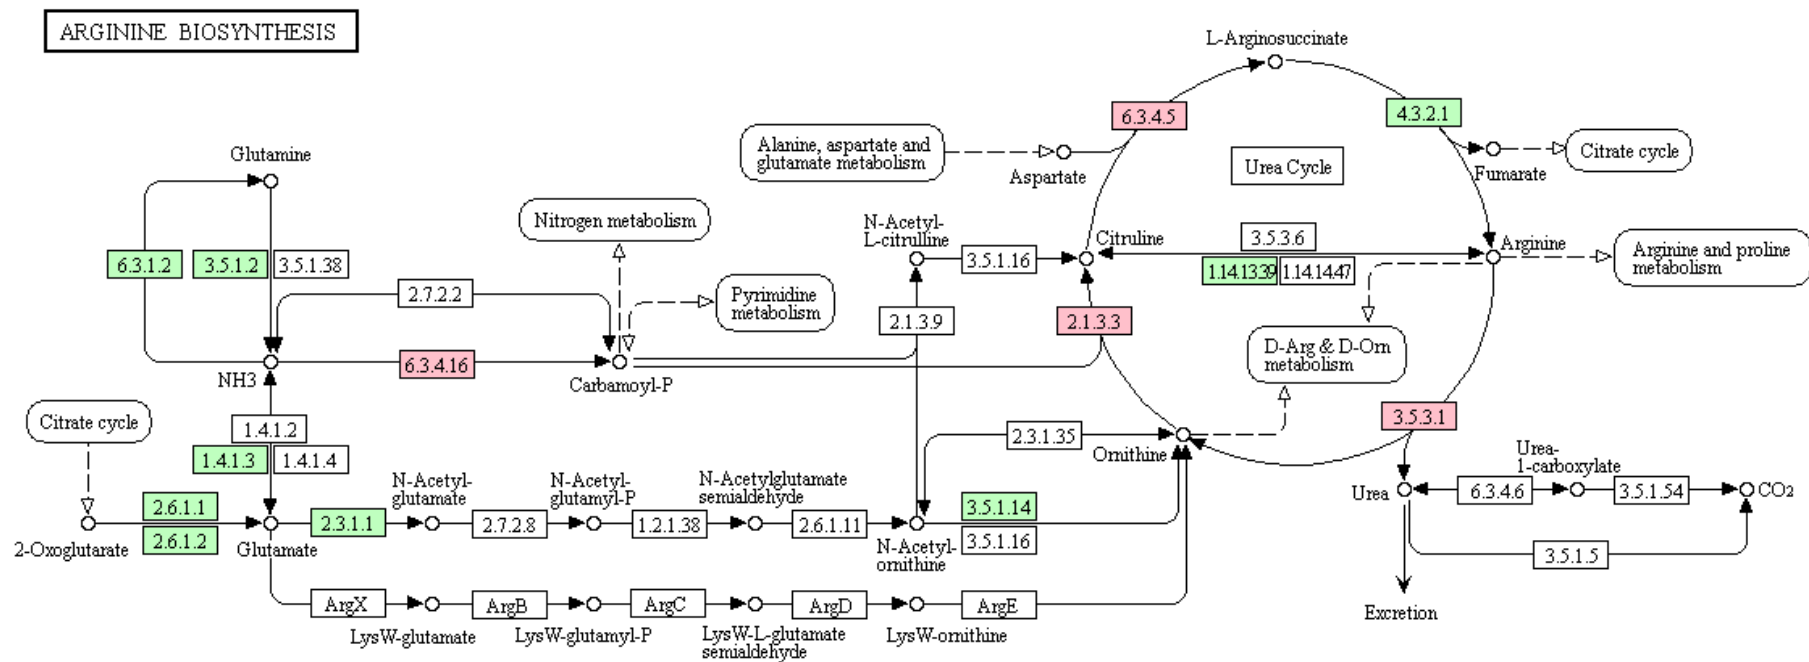 ARGININE BIOSYNTHESIS
L-Arginosuccinate
6.3.4.5
4.3.2.1
Alanine, aspartate and
glutamate metabolism
Aspartate
Urea Cycle
Fumarate
Citrate cycle
Glutamine
Nitrogen metabolism
N-Acetyl-
L-citrulline
Citruline
3.5.3.6
Arginine
Arginine and proline
metabolism
6.3.1.2
3.5.1.2
3.5.1.38
3.5.1.16
1.14.13.39
1.14.14.47
2.7.2.2
Pyrimidine
metabolism
2.1.3.9
2.1.3.3
D-Arg & D-Orn
metabolism
NH3
6.3.4.16
Carbamoyl-P
Citrate cycle
1.4.1.2
1.4.1.3
1.4.1.4
2.3.1.35
Ornithine
3.5.3.1
Urea-
1-carboxylate
Urea
6.3.4.6
3.5.1.54
CO2
2-Oxoglutarate
2.6.1.1
2.6.1.2
Glutamate
2.3.1.1
N-Acetyl-
glutamate
2.7.2.8
N-Acetyl-
glutamyl-P
1.2.1.38
N-Acetylglutamate
semialdehyde
2.6.1.11
N-Acetyl-
ornithine
3.5.1.14
3.5.1.16
3.5.1.5
Excretion
ArgX
LysW-glutamate
ArgB
LysW-glutamyl-P
ArgC
LysW-L-glutamate
semialdehyde
ArgD
LysW-ornithine
ArgE